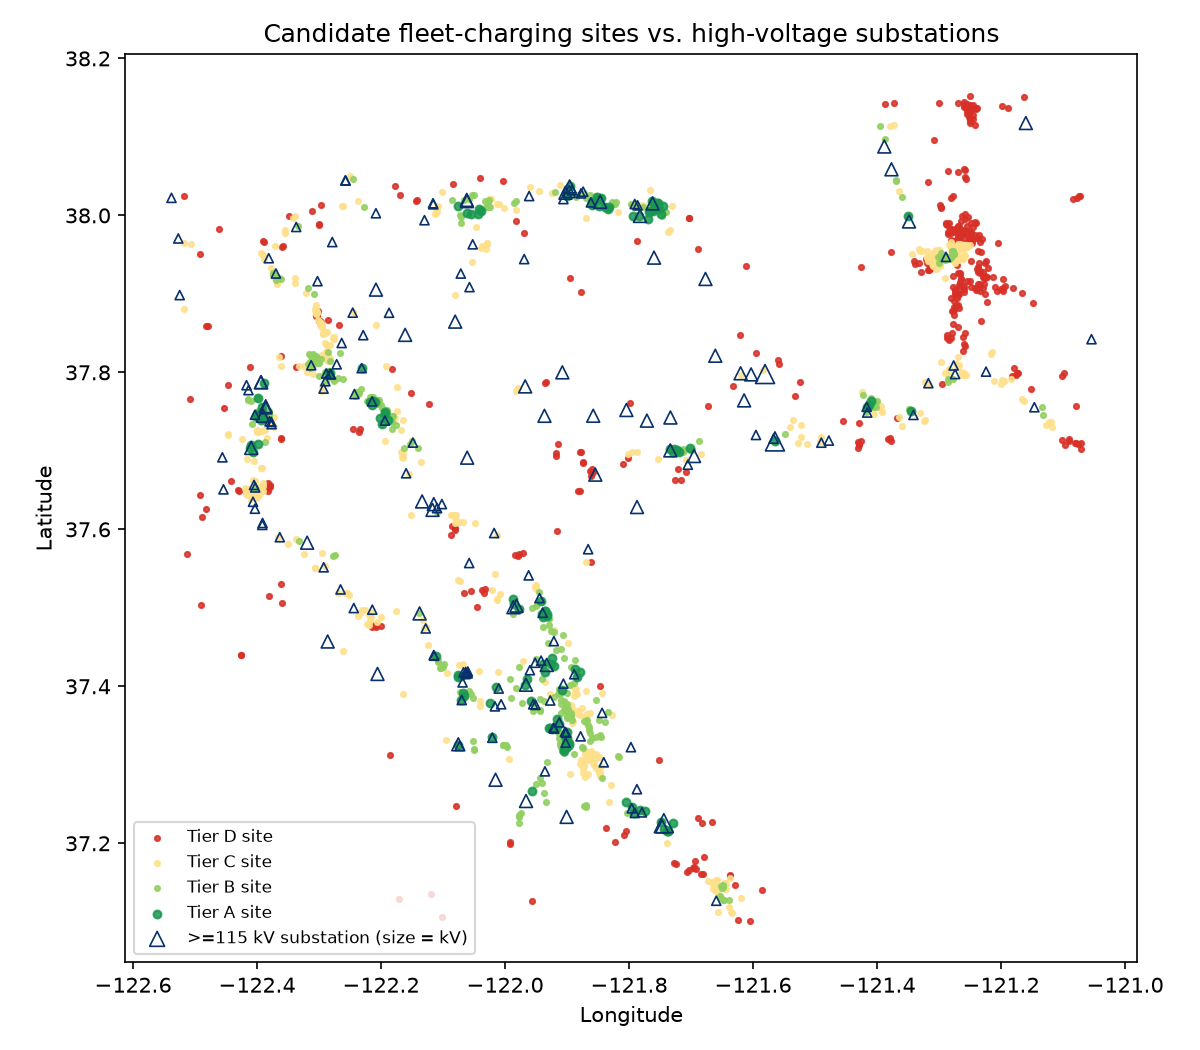 Candidate fleet-charging sites vs. high-voltage substations
38.2
38.0
37.8
37.6
37.4
37.2
Latitude
Tier D site
Tier C site
Tier B site
Tier A site
>=115 kV substation (size = kV)
−122.6 −122.4 −122.2 −122.0 −121.8 −121.6 −121.4 −121.2 −121.0
Longitude